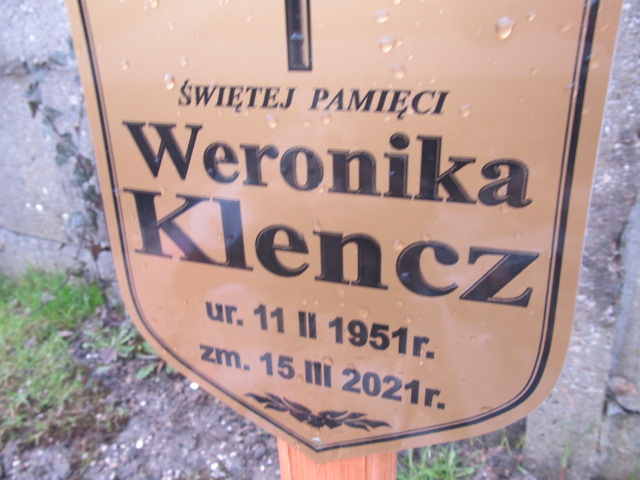 ŚWIĘTEJ PAMIĘCI
Weronika
Klencz
ur. 11 II 1951r.
zm. 15 III 2021r.